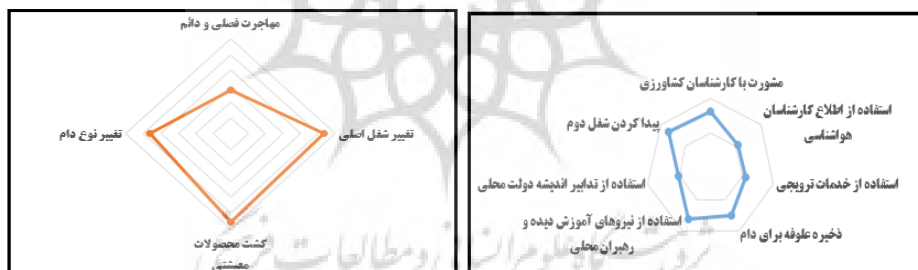 مهاجرت فصلی و دائم
تغییر شغل اصلی
کشت محصولات
معیشتی
تغییر نوع دام
مشورت با کارشناسان کشاورزی
استفاده از اطلاع کارشناسان
هواشناسی
استفاده از خدمات ترویجی
ذخیره علوفه برای دام
استفاده از نیروهای آموزش دیده و
رهبران محلی
استفاده از تدابیر اندیشه دولت محلی
پیدا کردن شغل دوم